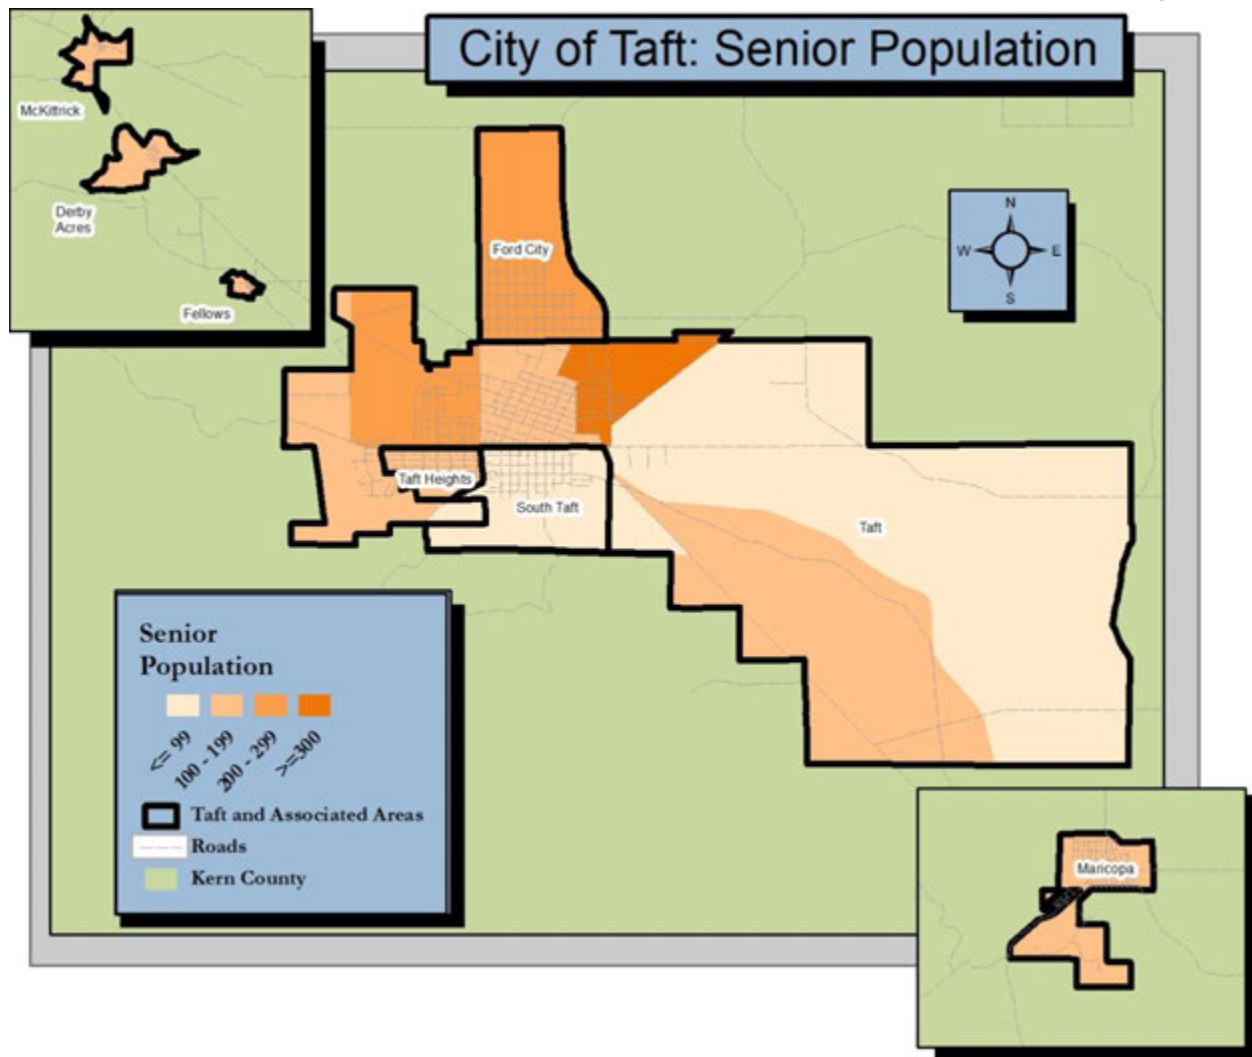 City of Taft: Senior Population
McKittrick
Derby
Acres
Fellows
N
W
E
S
Ford City
Taft Heights
South Taft
Taft
Senior
Population
<= 99
100 - 199
200 - 299
>=300
Taft and Associated Areas
Roads
Kern County
Maricopa